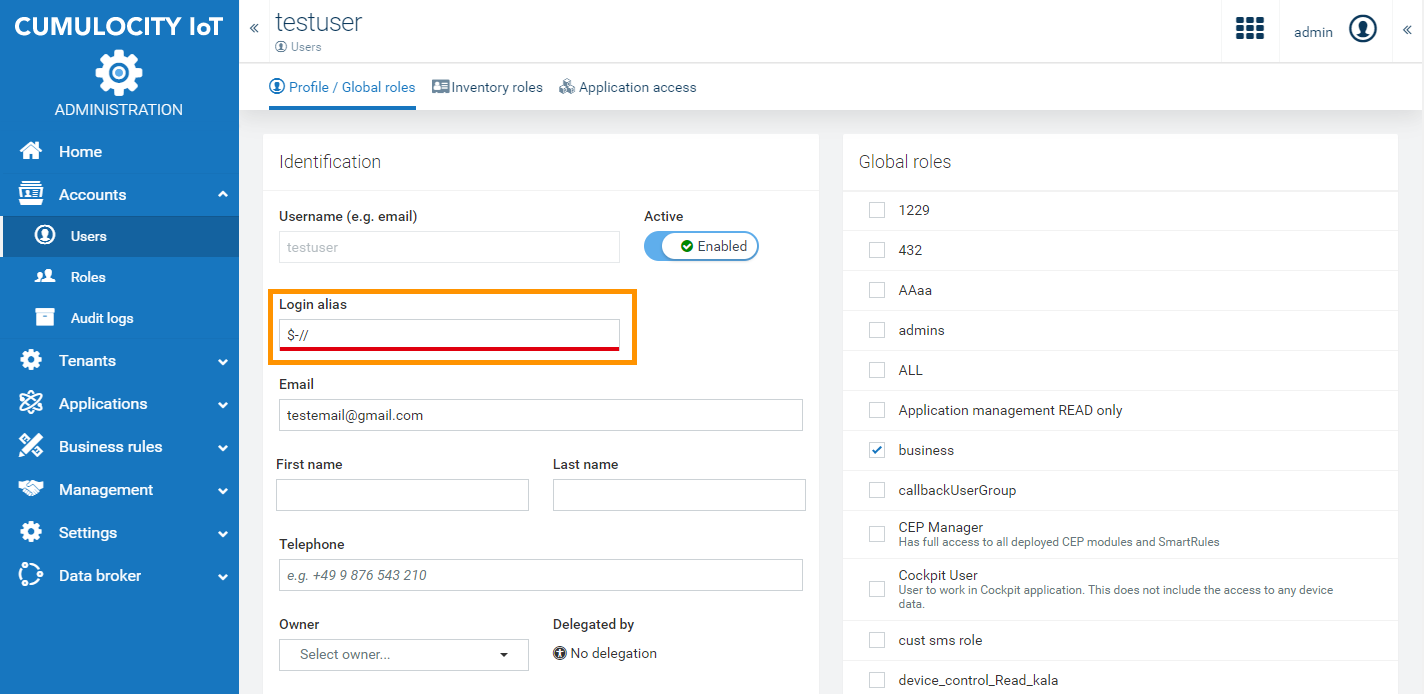 CUMULOCITY IoT
ADMINISTRATION
Home
Accounts
Users
Roles
Audit logs
Tenants
Applications
Business rules
Management
Settings
Data broker
testuser
Users
admin
Profile / Global roles
Inventory roles
Application access
Identification
Username (e.g. email)
Active
testuser
Enabled
Login alias
$-//
Email
testemail@gmail.com
First name
Last name
Telephone
e.g. +49 9 876 543 210
Owner
Delegated by
Select owner...
No delegation
Global roles
1229
432
AAaa
admins
ALL
Application management READ only
business
callbackUserGroup
CEP Manager
Has full access to all deployed CEP modules and SmartRules
Cockpit User
User to work in Cockpit application. This does not include the access to any device
data.
cust sms role
device_control_Read_kala